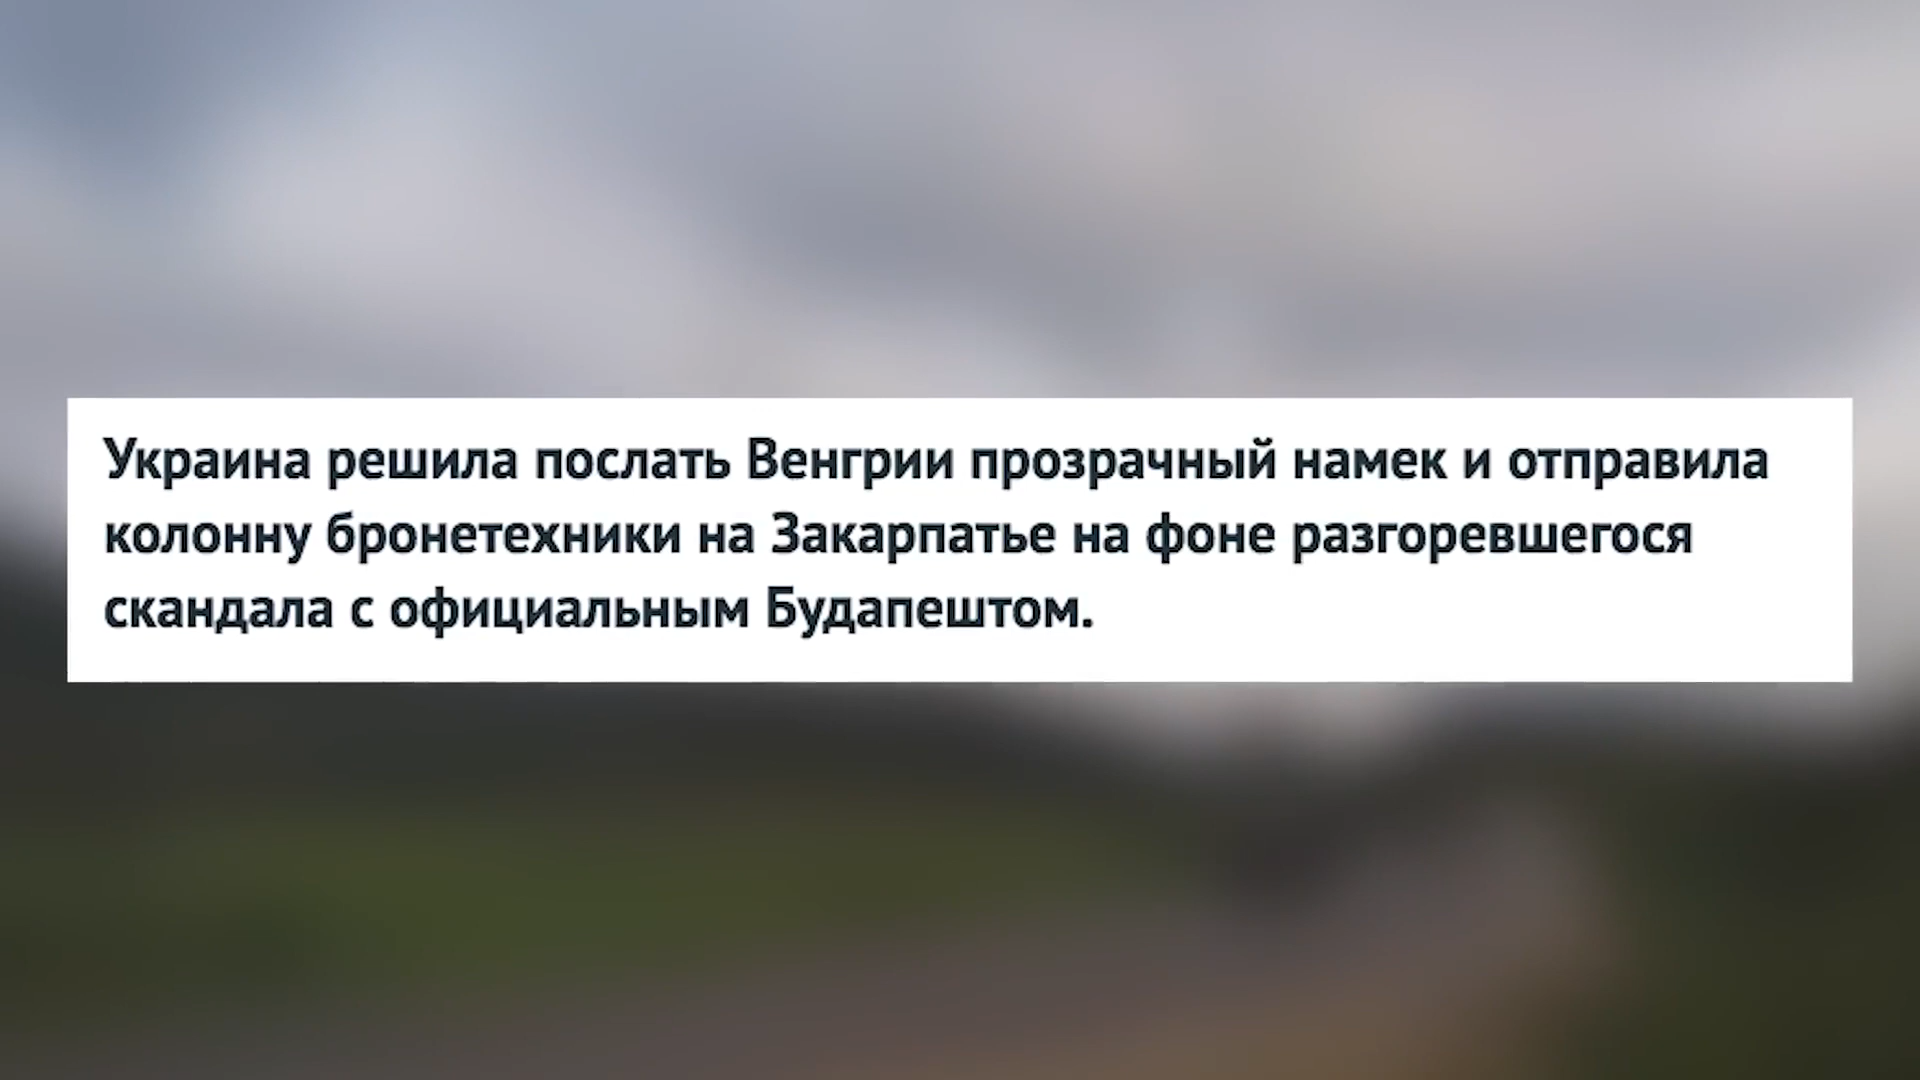 Украина решила послать Венгрии прозрачный намек и отправила
колонну бронетехники на Закарпатье на фоне разгоревшегося
скандала с официальным Будапештом.